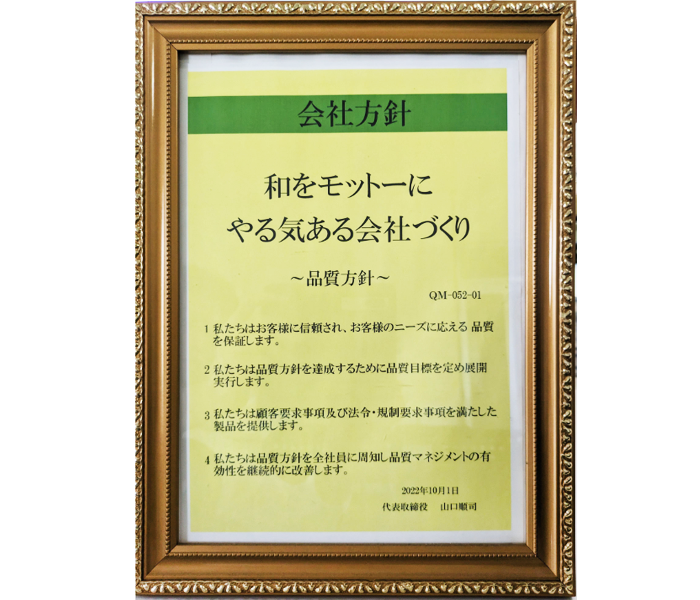 会社方針
和をモットーに
やる気ある会社づくり
～品質方針～
QM-052-01
1 私たちはお客様に信頼され、お客様のニーズに応える 品質
を保証します。
2 私たちは品質方針を達成するために品質目標を定め展開
実行します。
3 私たちは顧客要求事項及び法令・規制要求事項を満たした
製品を提供します。
4 私たちは品質方針を全社員に周知し品質マネジメントの有
効性を継続的に改善します。
2022年10月1日
代表取締役 山口順司